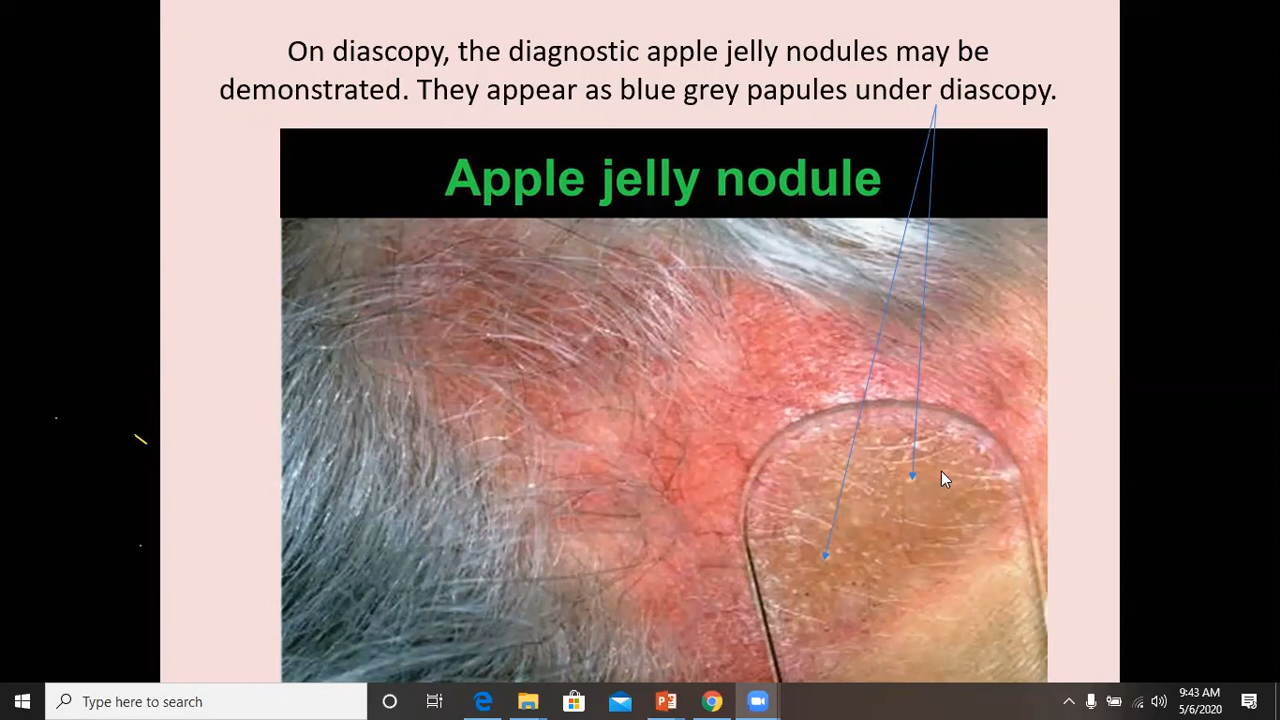 On diascopy, the diagnostic apple jelly nodules may be
demonstrated. They appear as blue grey papules under diascopy.
Apple jelly nodule
Type here to search
9:43 AM
5/6/2020